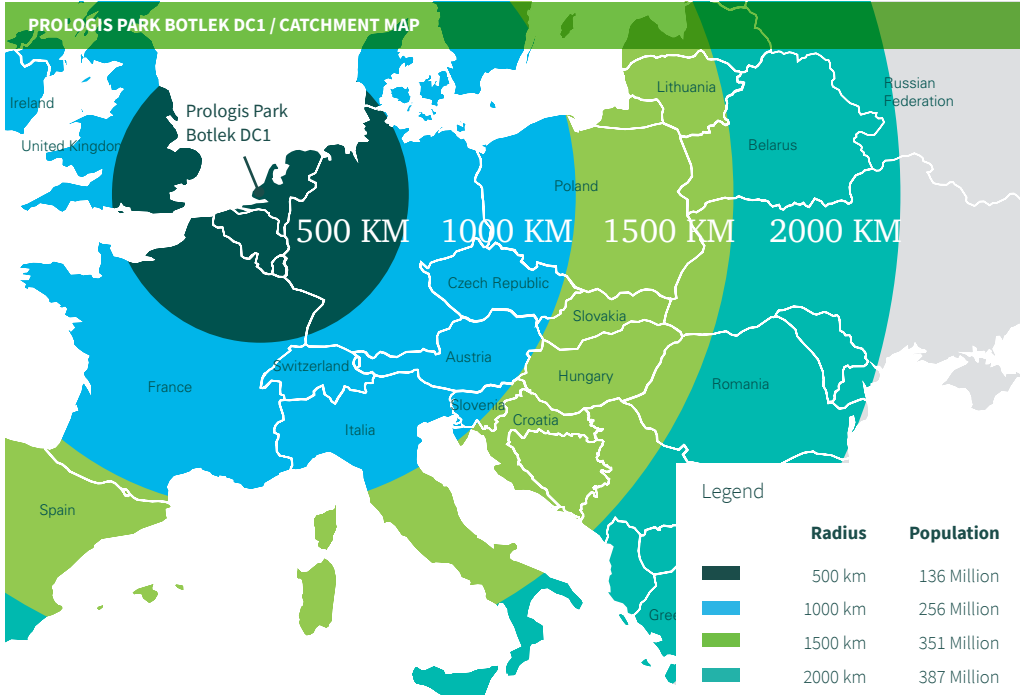 PROLOGIS PARK BOTLEK DC1 / CATCHMENT MAP
Ireland
United Kingdom
Prologis Park
Botlek DC1
Lithuania
Russian
Federation
Belarus
Poland
500 KM
1000 KM
1500 KM
2000 KM
Czech Republic
Slovakia
Austria
Switzerland
France
Hungary
Romania
Slovenia
Croatia
Italia
Spain
Legend
Radius Population
500 km 136 Million
1000 km 256 Million
1500 km 351 Million
2000 km 387 Million
Gree